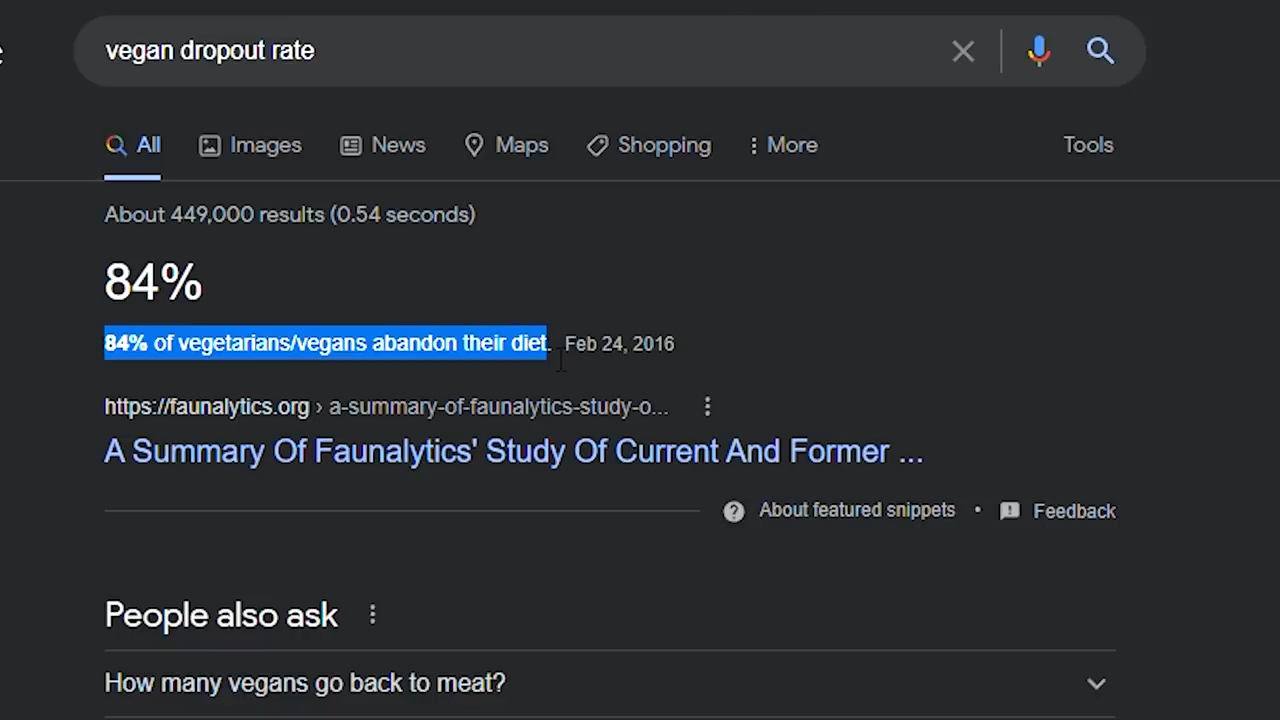 vegan dropout rate
All Images News Maps Shopping More Tools
About 449,000 results (0.54 seconds)
84%
84% of vegetarians/vegans abandon their diet. Feb 24, 2016
https://faunalytics.org › a-summary-of-faunalytics-study-o...
A Summary Of Faunalytics' Study Of Current And Former ...
About featured snippets • Feedback
People also ask
How many vegans go back to meat?